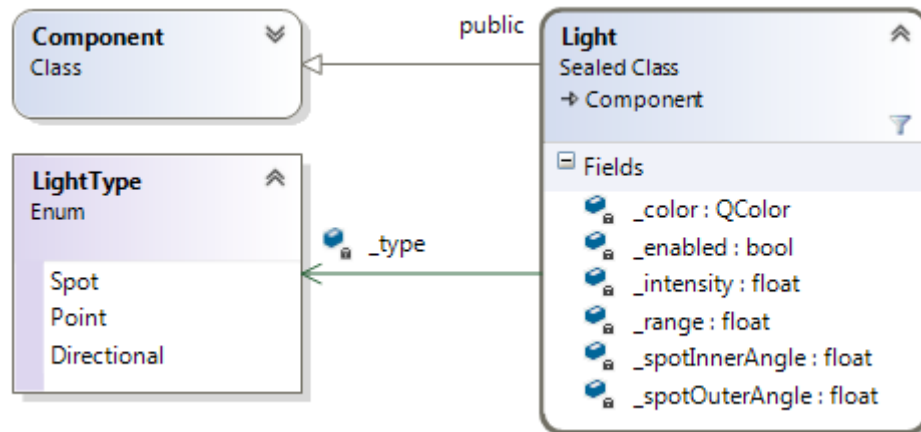 Component
Class
public
Light
Sealed Class
Component
LightType
Enum
Spot
Point
Directional
_type
Fields
_color : QColor
_enabled : bool
_intensity : float
_range : float
_spotInnerAngle : float
_spotOuterAngle : float